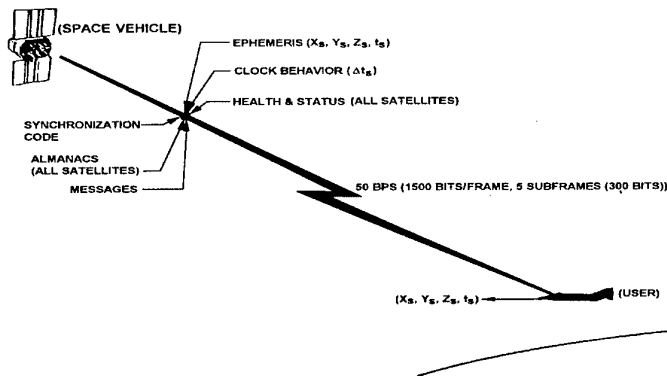 (SPACE VEHICLE)
EPHEMERIS (Xs, Ys, Zs, ts)
CLOCK BEHAVIOR (Δts)
HEALTH & STATUS (ALL SATELLITES)
SYNCHRONIZATION
CODE
ALMANACS
(ALL SATELLITES)
MESSAGES
50 BPS (1500 BITS/FRAME, 5 SUBFRAMES (300 BITS))
(Xs, Ys, Zs, ts)
(USER)